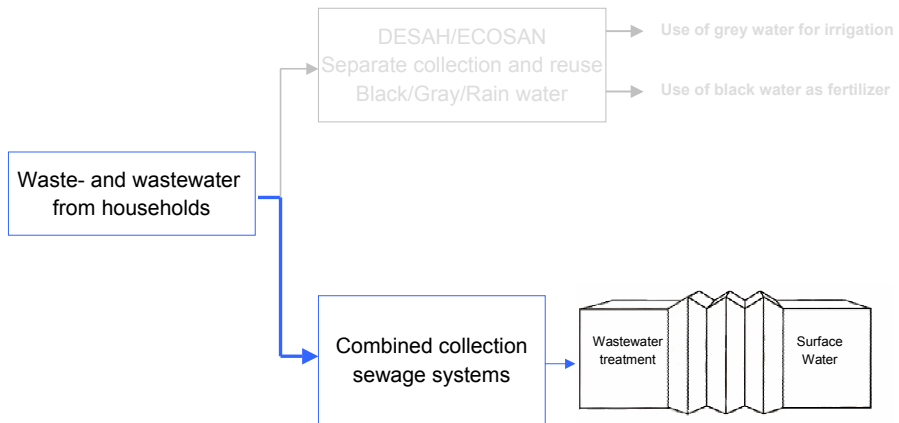 DESAH/ECOSAN
Separate collection and reuse
Black/Gray/Rain water
Use of grey water for irrigation
Use of black water as fertilizer
Waste- and wastewater
from households
Combined collection
sewage systems
Wastewater
treatment
Surface
Water